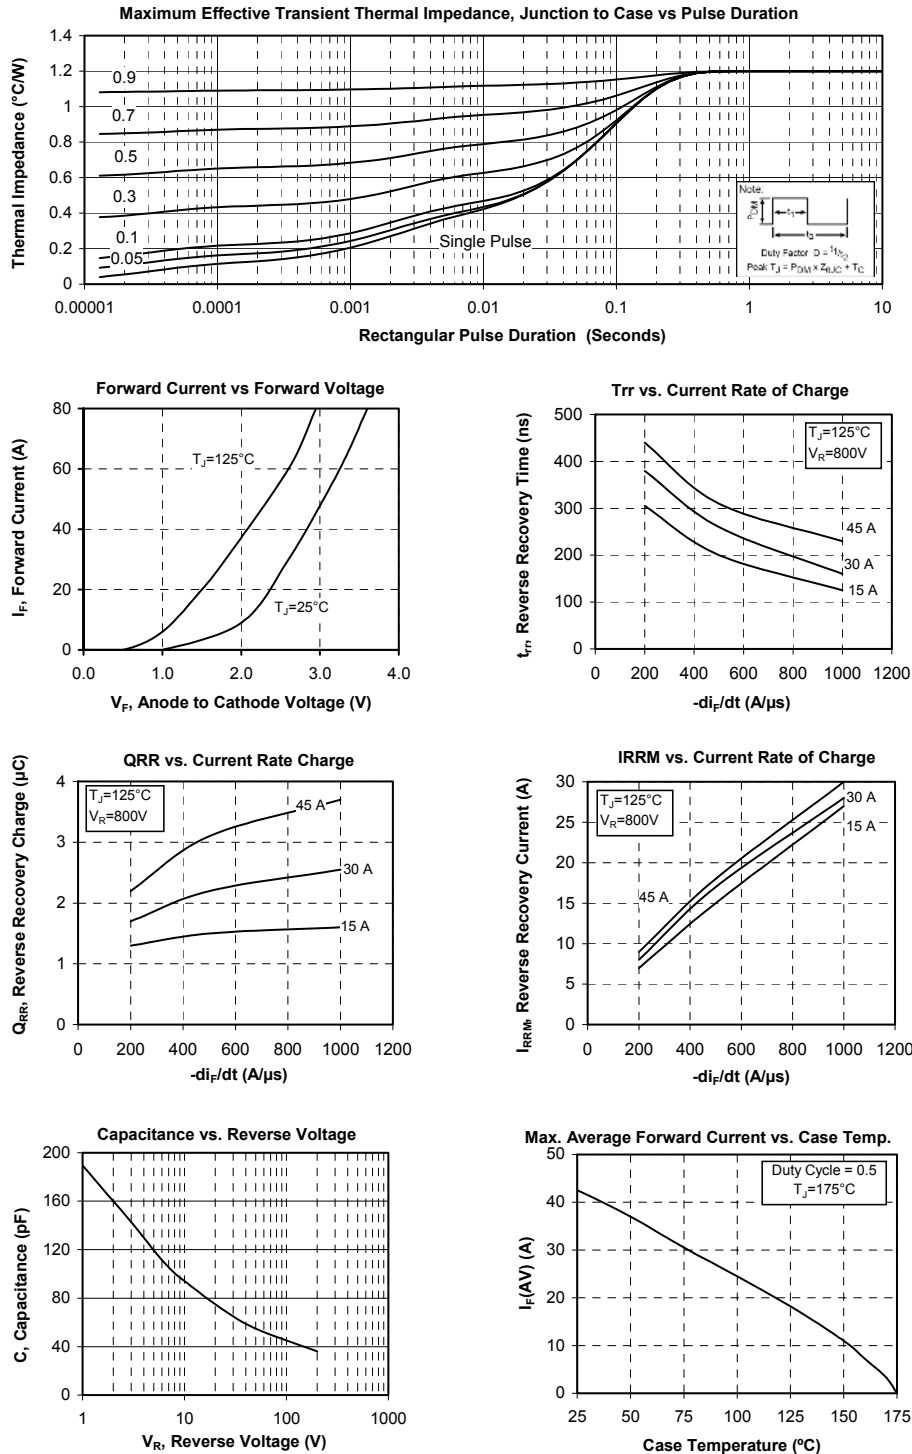 Maximum Effective Transient Thermal Impedance, Junction to Case vs Pulse Duration
Thermal Impedance (°C/W)
1.4
1.2
1
0.8
0.6
0.4
0.2
0
0.9
0.7
0.5
0.3
0.1
0.05
Single Pulse
Note:
PDM
t1
t2
Duty Factor D = t1/t2
Peak TJ = PDM x ZθJC + TC
0.00001
0.0001
0.001
0.01
0.1
1
10
Rectangular Pulse Duration (Seconds)
Forward Current vs Forward Voltage
IF, Forward Current (A)
80
60
40
20
0
TJ=125°C
TJ=25°C
0.0
1.0
2.0
3.0
4.0
VF, Anode to Cathode Voltage (V)
Trr vs. Current Rate of Charge
trr, Reverse Recovery Time (ns)
500
400
300
200
100
0
TJ=125°C
VR=800V
45 A
30 A
15 A
0
200
400
600
800
1000
1200
-diF/dt (A/µs)
QRR vs. Current Rate Charge
QRR, Reverse Recovery Charge (µC)
4
3
2
1
0
TJ=125°C
VR=800V
45 A
30 A
15 A
0
200
400
600
800
1000
1200
-diF/dt (A/µs)
IRRM vs. Current Rate of Charge
IRRM, Reverse Recovery Current (A)
30
25
20
15
10
5
0
TJ=125°C
VR=800V
30 A
15 A
45 A
0
200
400
600
800
1000
1200
-diF/dt (A/µs)
Capacitance vs. Reverse Voltage
C, Capacitance (pF)
200
160
120
80
40
0
1
10
100
1000
VR, Reverse Voltage (V)
Max. Average Forward Current vs. Case Temp.
IF(AV) (A)
50
40
30
20
10
0
Duty Cycle = 0.5
TJ=175°C
25
50
75
100
125
150
175
Case Temperature (ºC)